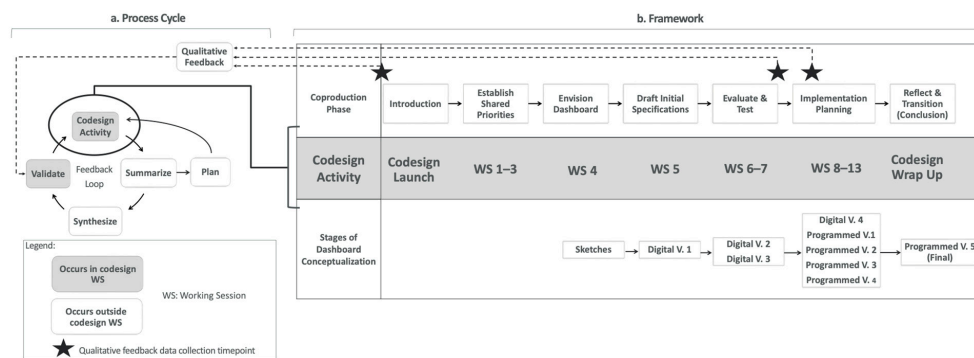 a. Process Cycle
b. Framework
Qualitative
Feedback
Codesign
Activity
Validate
Feedback
Loop
Summarize
Plan
Synthesize
Legend:
Occurs in codesign
WS
WS: Working Session
Occurs outside
codesign WS
Qualitative feedback data collection timepoint
Coproduction
Phase
Introduction
Establish
Shared
Priorities
Envision
Dashboard
Draft Initial
Specifications
Evaluate &
Test
Implementation
Planning
Reflect &
Transition
(Conclusion)
Codesign
Activity
Codesign
Launch
WS 1–3
WS 4
WS 5
WS 6–7
WS 8–13
Codesign
Wrap Up
Stages of
Dashboard
Conceptualization
Sketches
Digital V. 1
Digital V. 2
Digital V. 3
Digital V. 4
Programmed V.1
Programmed V. 2
Programmed V. 3
Programmed V. 4
Programmed V. 5
(Final)